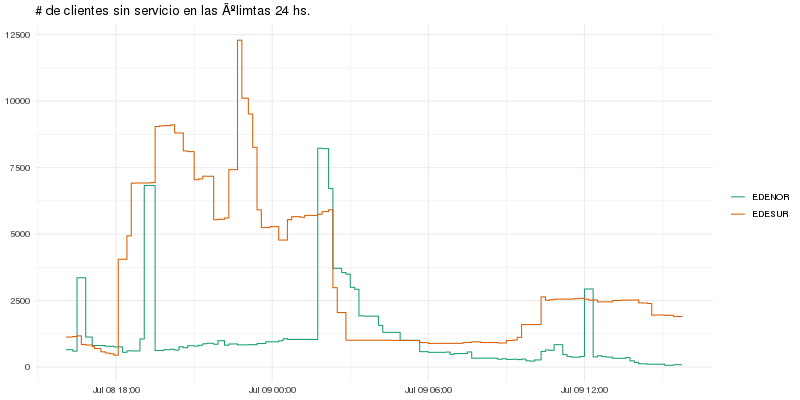 # de clientes sin servicio en las Ãºlimtas 24 hs.
12500
10000
7500
5000
2500
0
Jul 08 18:00 Jul 09 00:00 Jul 09 06:00 Jul 09 12:00
EDENOR
EDESUR